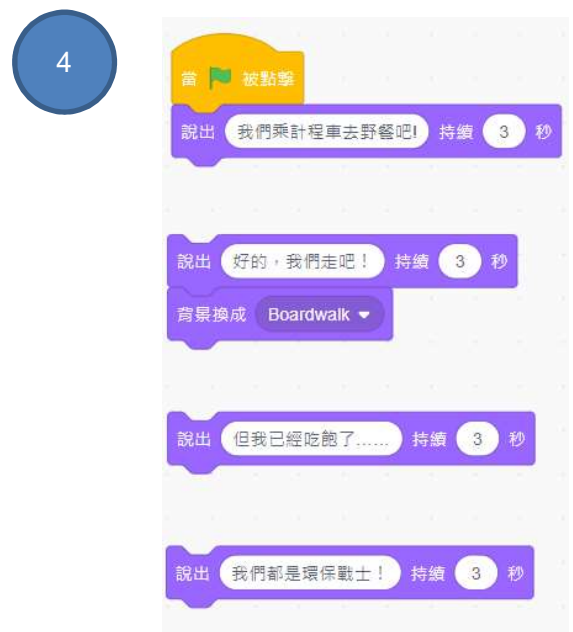 4
當 被點擊
說出 我們乘計程車去野餐吧! 持續 3 秒
說出 好的，我們走吧！ 持續 3 秒
背景換成 Boardwalk
說出 但我已經吃飽了...... 持續 3 秒
說出 我們都是環保戰士！ 持續 3 秒